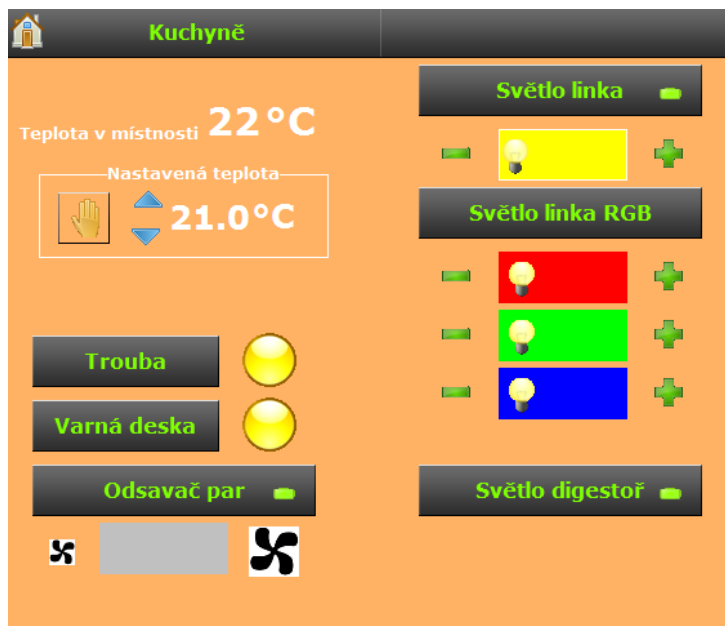 Kuchyně
Teplota v místnosti 22°C
Nastavená teplota
21.0°C
Trouba
Varná deska
Odsavač par
Světlo linka
Světlo linka RGB
Světlo digestoř